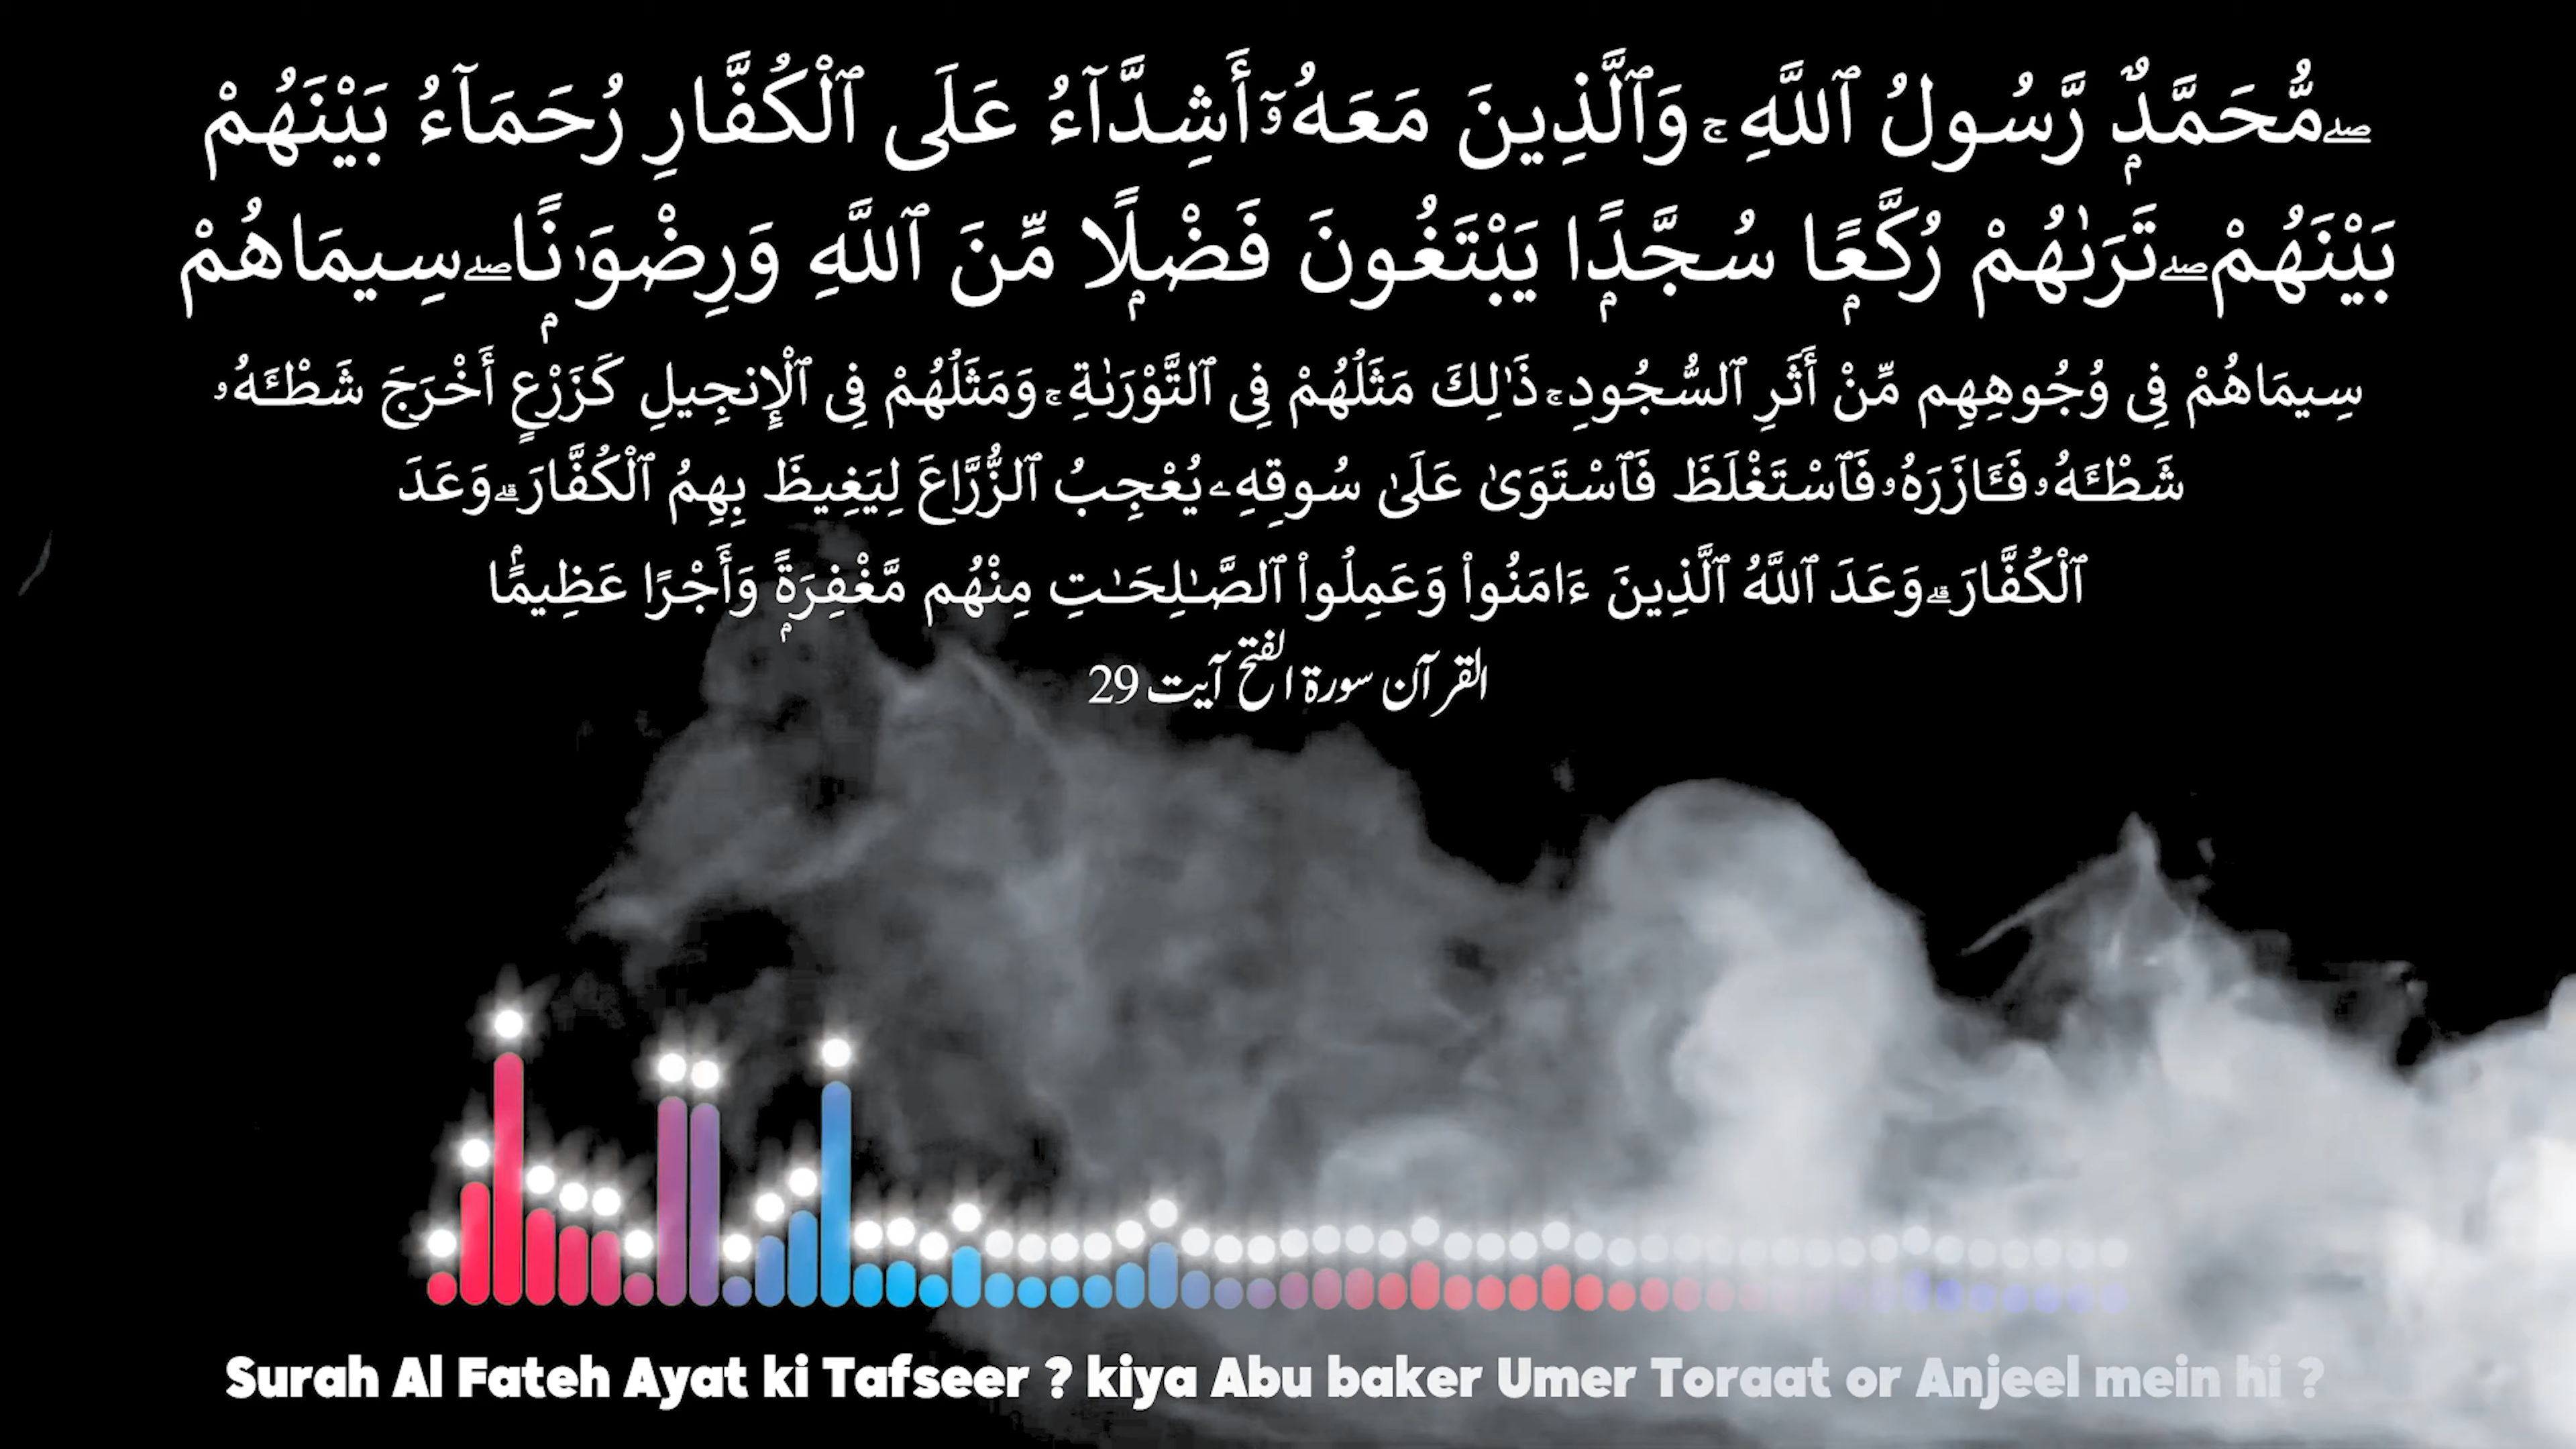 صلے مُّحَمَّدٌۭ رَّسُولُ ٱللَّهِ ۚ وَٱلَّذِينَ مَعَهُۥٓ أَشِدَّآءُ عَلَى ٱلْكُفَّارِ رُحَمَآءُ بَيْنَهُمْ
بَيْنَهُمْ ۖ تَرَىٰهُمْ رُكَّعًۭا سُجَّدًۭا يَبْتَغُونَ فَضْلًۭا مِّنَ ٱللَّهِ وَرِضْوَٰنًۭا ۖ سِيمَاهُمْ
سِيمَاهُمْ فِى وُجُوهِهِم مِّنْ أَثَرِ ٱلسُّجُودِ ۚ ذَٰلِكَ مَثَلُهُمْ فِى ٱلتَّوْرَىٰةِ ۚ وَمَثَلُهُمْ فِى ٱلْإِنجِيلِ كَزَرْعٍ أَخْرَجَ شَطْـَٔهُۥ
شَطْـَٔهُۥ فَـَٔازَرَهُۥ فَٱسْتَغْلَظَ فَٱسْتَوَىٰ عَلَىٰ سُوقِهِۦ يُعْجِبُ ٱلزُّرَّاعَ لِيَغِيظَ بِهِمُ ٱلْكُفَّارَ ۗ وَعَدَ
ٱلْكُفَّارَ ۗ وَعَدَ ٱللَّهُ ٱلَّذِينَ ءَامَنُوا۟ وَعَمِلُوا۟ ٱلصَّـٰلِحَـٰتِ مِنْهُم مَّغْفِرَةًۭ وَأَجْرًا عَظِيمًۢا
القرآن سورۃ الفتح آیت 29
Surah Al Fateh Ayat ki Tafseer ? kiya Abu baker Umer Toraat or Anjeel mein hi ?